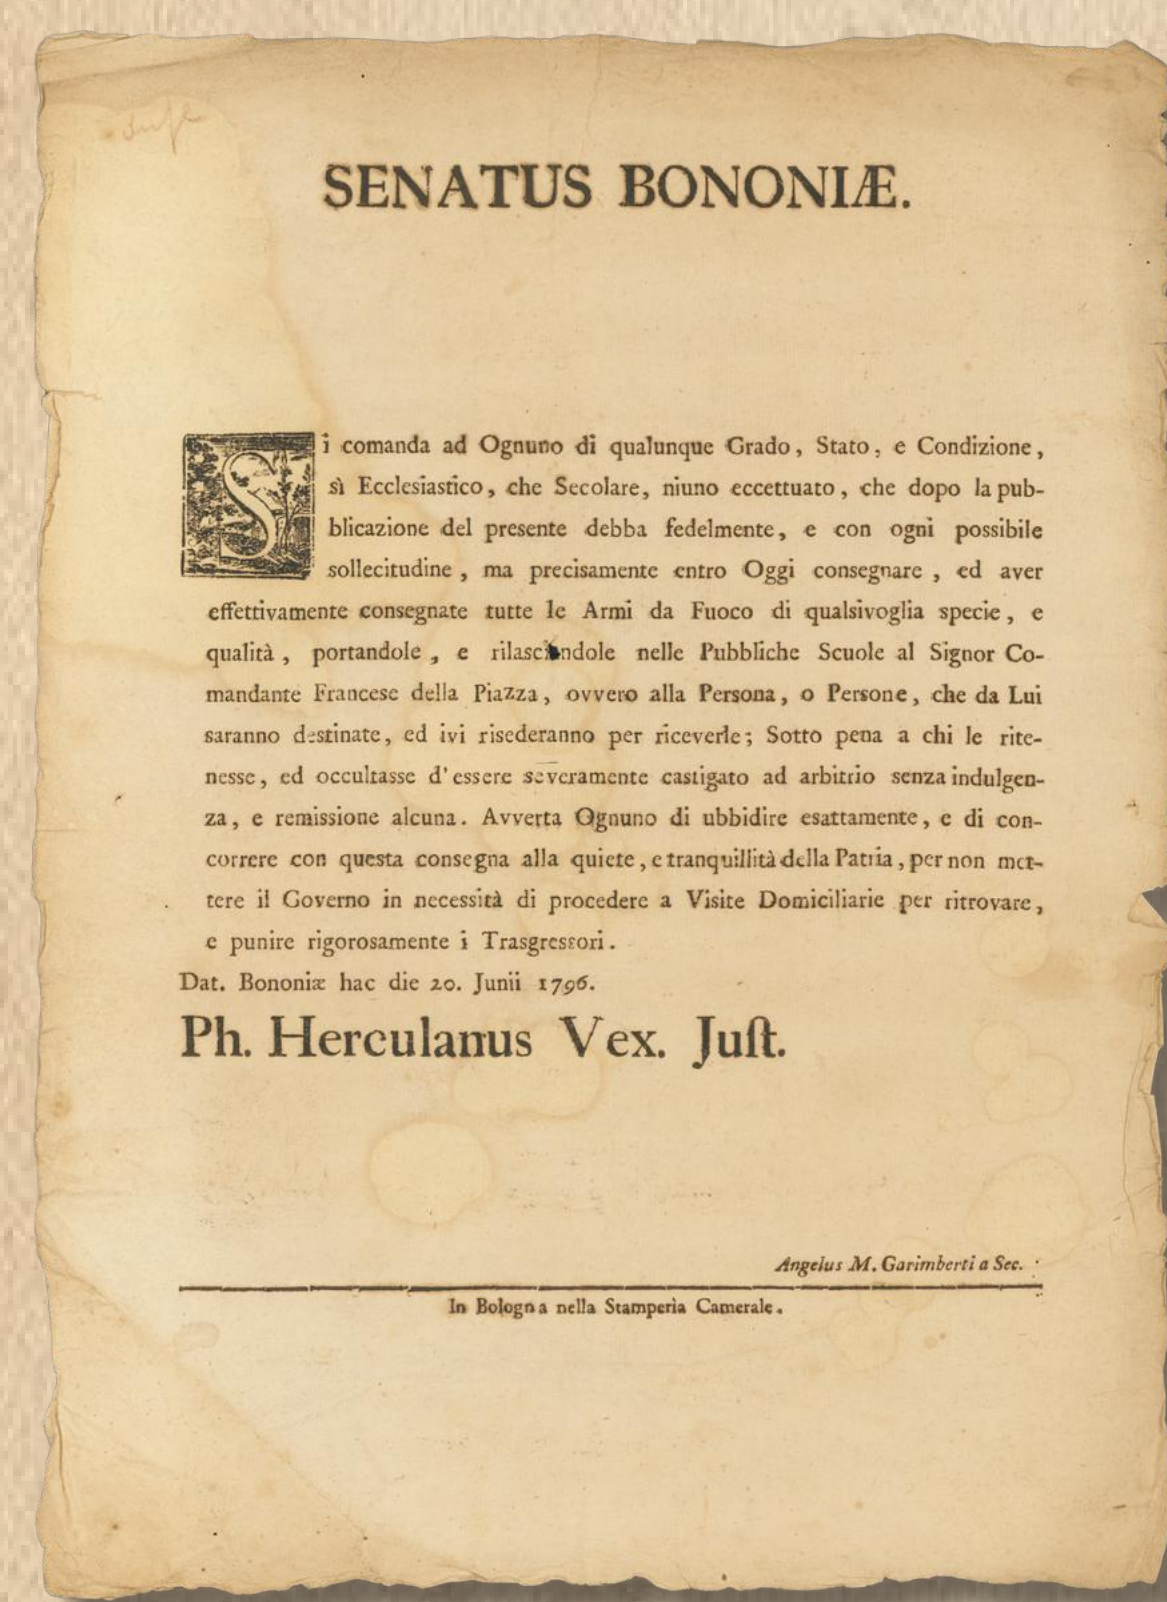 SENATUS BONONIÆ.
Si comanda ad Ognuno di qualunque Grado, Stato, e Condizione,
sì Ecclesiastico, che Secolare, niuno eccettuato, che dopo la pub-
blicazione del presente debba fedelmente, e con ogni possibile
sollecitudine, ma precisamente entro Oggi consegnare, ed aver
effettivamente consegnate tutte le Armi da Fuoco di qualsivoglia specie, e
qualità, portandole, e rilasciandole nelle Pubbliche Scuole al Signor Co-
mandante Francese della Piazza, ovvero alla Persona, o Persone, che da Lui
saranno destinate, ed ivi risederanno per riceverle; Sotto pena a chi le rite-
nesse, ed occultasse d'essere severamente castigato ad arbitrio senza indulgen-
za, e remissione alcuna. Avverta Ognuno di ubbidire esattamente, e di con-
correre con questa consegna alla quiete, e tranquillità della Patria, per non met-
tere il Governo in necessità di procedere a Visite Domiciliarie per ritrovare,
e punire rigorosamente i Trasgressori.
Dat. Bononiæ hac die 20. Junii 1796.
Ph. Herculanus Vex. Juſt.
Angelus M. Garimberti a Sec.
In Bologna nella Stamperia Camerale.